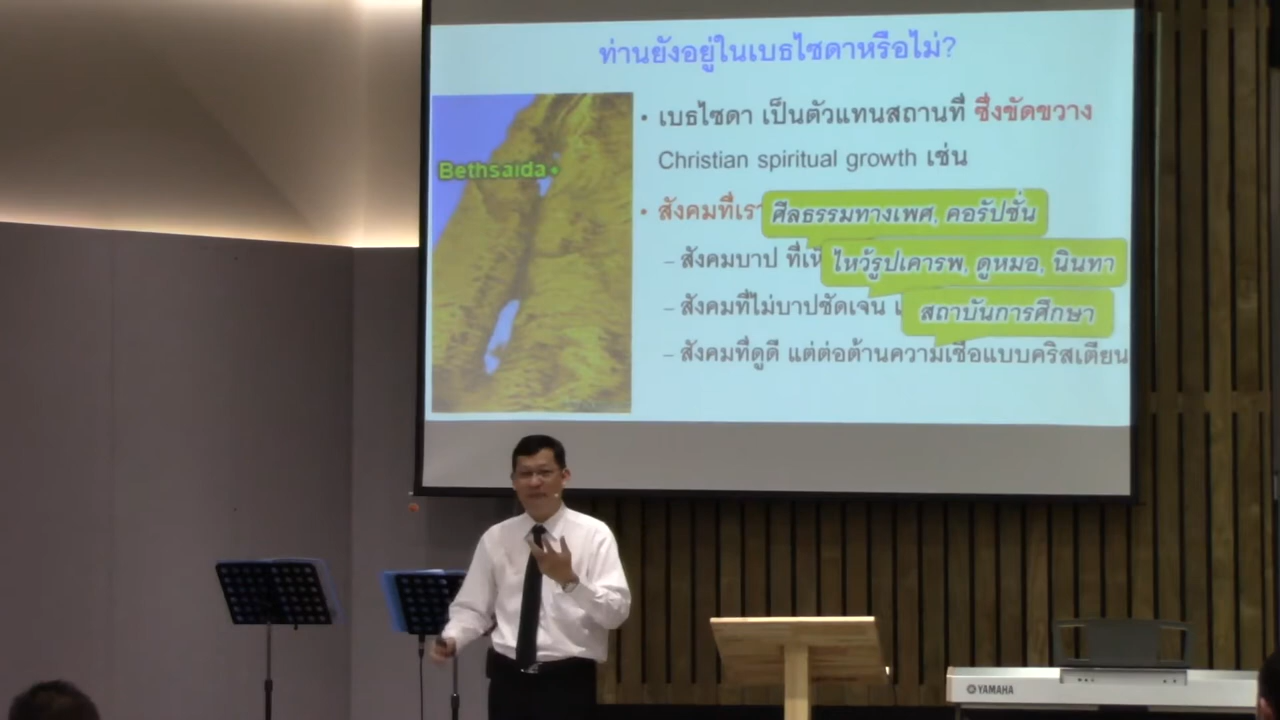 ท่านยังอยู่ในเบธไซดาหรือไม่?
Bethsaida
• เบธไซดา เป็นตัวแทนสถานที่ ซึ่งขัดขวาง
Christian spiritual growth เช่น
• สังคมที่เรา
ศีลธรรมทางเพศ, คอรัปชั่น
– สังคมบาป ที่
ไหว้รูปเคารพ, ดูหมอ, นินทา
– สังคมที่ไม่บาปชัดเจน
สถาบันการศึกษา
– สังคมที่ดูดี แต่ต่อต้านความเชื่อแบบคริสเตียน
YAMAHA